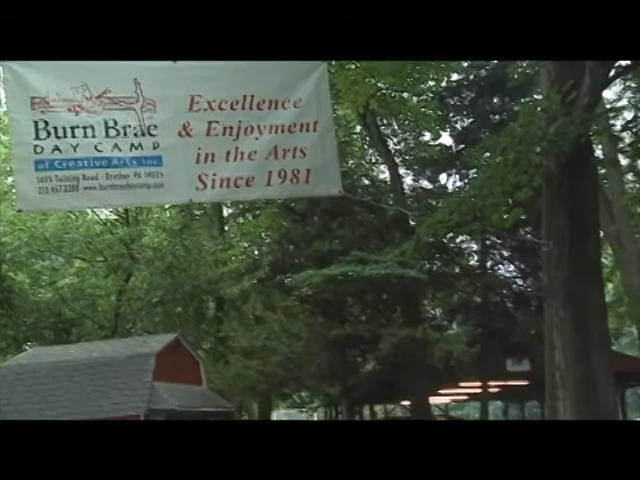 Burn Brae
DAY CAMP
of Creative Arts Inc.
Excellence
& Enjoyment
in the Arts
Since 1981